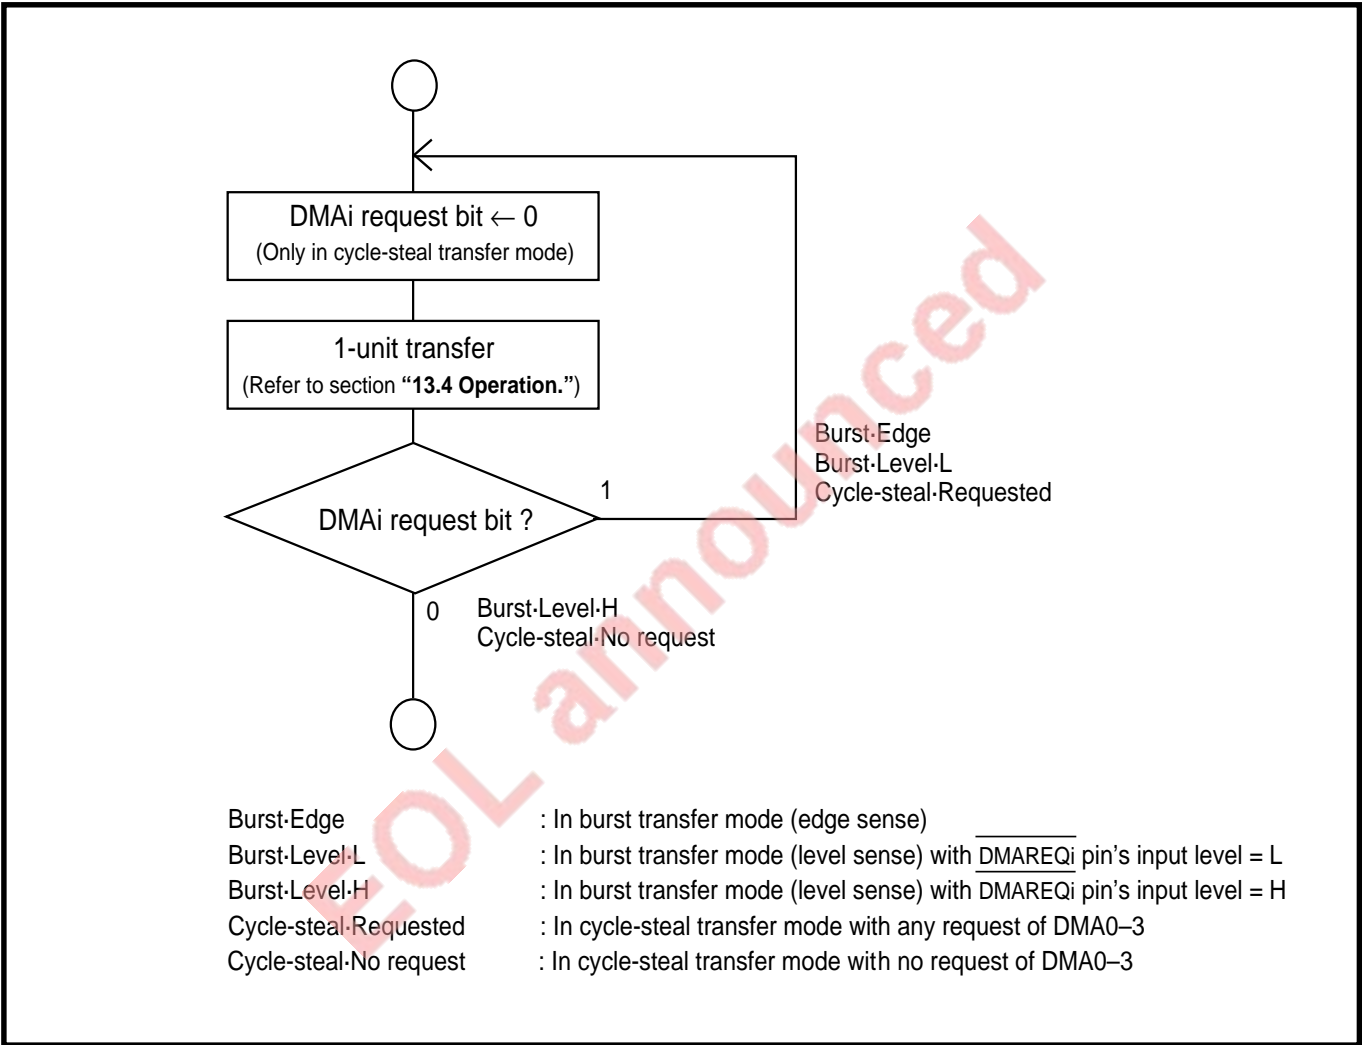 DMAi request bit ← 0
(Only in cycle-steal transfer mode)
1-unit transfer
(Refer to section “13.4 Operation.”)
DMAi request bit ?
1
Burst·Edge
Burst·Level·L
Cycle-steal·Requested
0
Burst·Level·H
Cycle-steal·No request
Burst·Edge : In burst transfer mode (edge sense)
Burst·Level·L : In burst transfer mode (level sense) with DMAREQi pin’s input level = L
Burst·Level·H : In burst transfer mode (level sense) with DMAREQi pin’s input level = H
Cycle-steal·Requested : In cycle-steal transfer mode with any request of DMA0–3
Cycle-steal·No request : In cycle-steal transfer mode with no request of DMA0–3
EOL announced